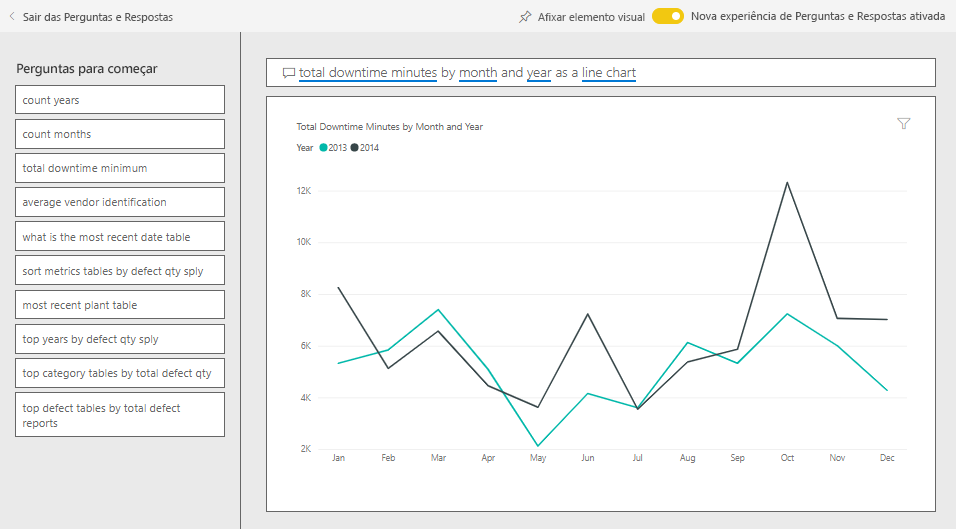 Sair das Perguntas e Respostas
Afixar elemento visual
Nova experiência de Perguntas e Respostas ativada
Perguntas para começar
count years
count months
total downtime minimum
average vendor identification
what is the most recent date table
sort metrics tables by defect qty sply
most recent plant table
top years by defect qty sply
top category tables by total defect qty
top defect tables by total defect
reports
total downtime minutes by month and year as a line chart
Total Downtime Minutes by Month and Year
Year 2013 2014
12K
10K
8K
6K
4K
2K
Jan Feb Mar Apr May Jun Jul Aug Sep Oct Nov Dec